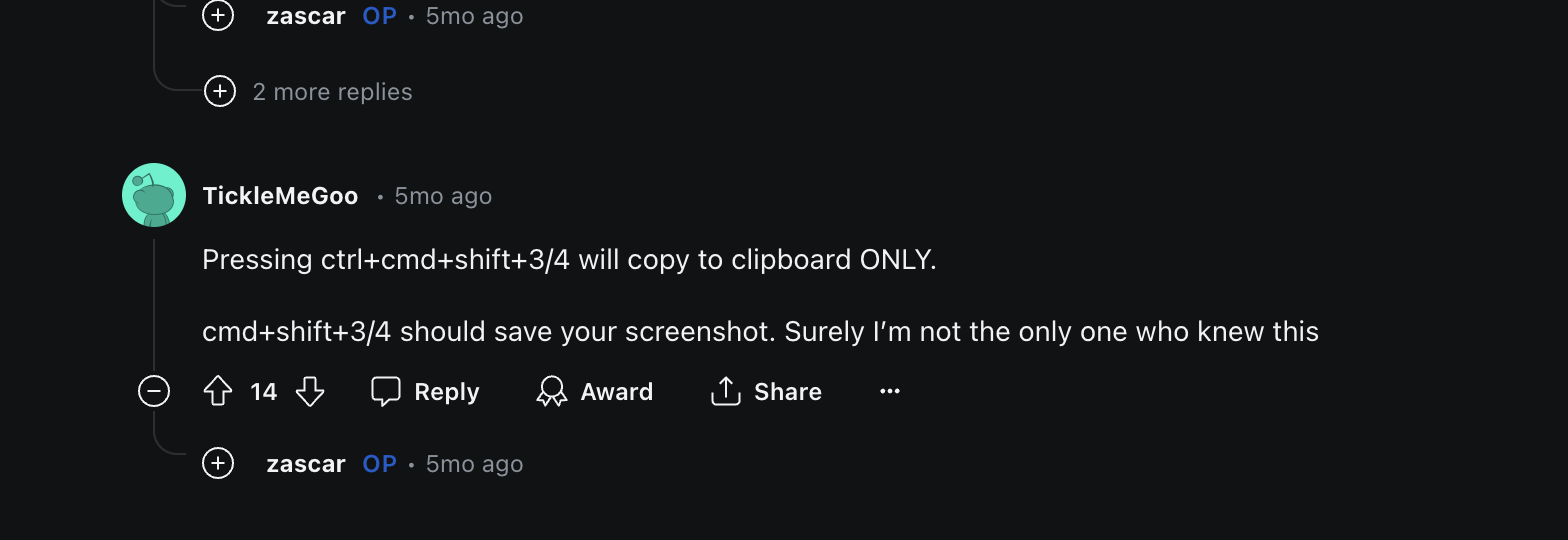 zascar OP • 5mo ago
2 more replies
TickleMeGoo • 5mo ago
Pressing ctrl+cmd+shift+3/4 will copy to clipboard ONLY.
cmd+shift+3/4 should save your screenshot. Surely I’m not the only one who knew this
14 Reply Award Share ···
zascar OP • 5mo ago